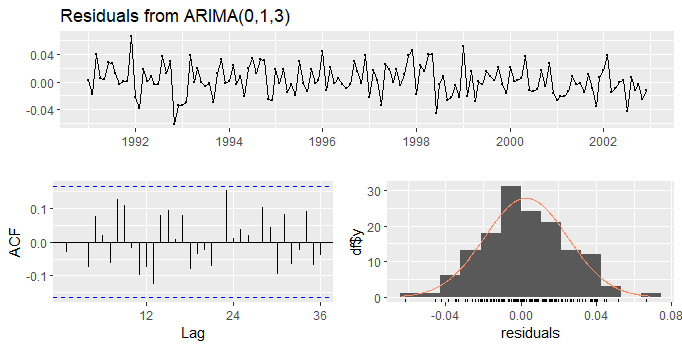 Residuals from ARIMA(0,1,3)
0.04
0.00
-0.04
1992 1994 1996 1998 2000 2002
0.1
0.0
-0.1
ACF
12 24 36
Lag
30
20
10
0
df$y
-0.04 0.00 0.04 0.08
residuals